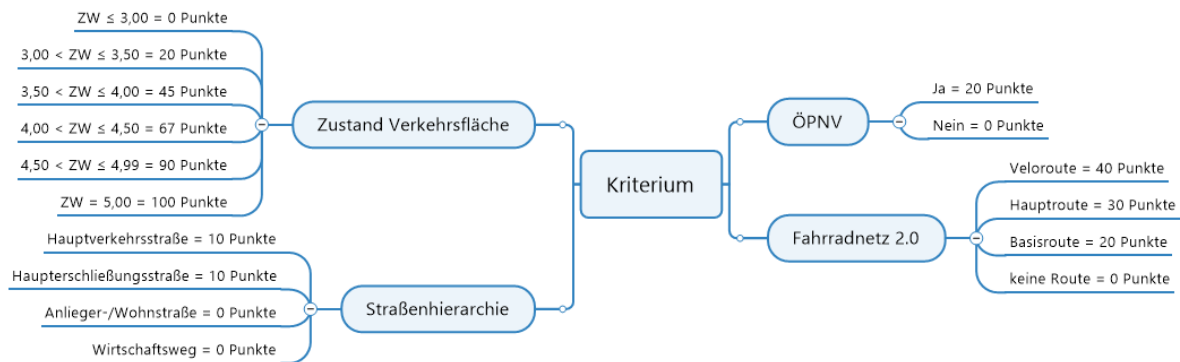 ZW ≤ 3,00 = 0 Punkte
3,00 < ZW ≤ 3,50 = 20 Punkte
3,50 < ZW ≤ 4,00 = 45 Punkte
4,00 < ZW ≤ 4,50 = 67 Punkte
4,50 < ZW ≤ 4,99 = 90 Punkte
ZW = 5,00 = 100 Punkte
Zustand Verkehrsfläche
Hauptverkehrsstraße = 10 Punkte
Haupterschließungsstraße = 10 Punkte
Anlieger-/Wohnstraße = 0 Punkte
Wirtschaftsweg = 0 Punkte
Straßenhierarchie
Kriterium
ÖPNV
Ja = 20 Punkte
Nein = 0 Punkte
Fahrradnetz 2.0
Veloroute = 40 Punkte
Hauptroute = 30 Punkte
Basisroute = 20 Punkte
keine Route = 0 Punkte